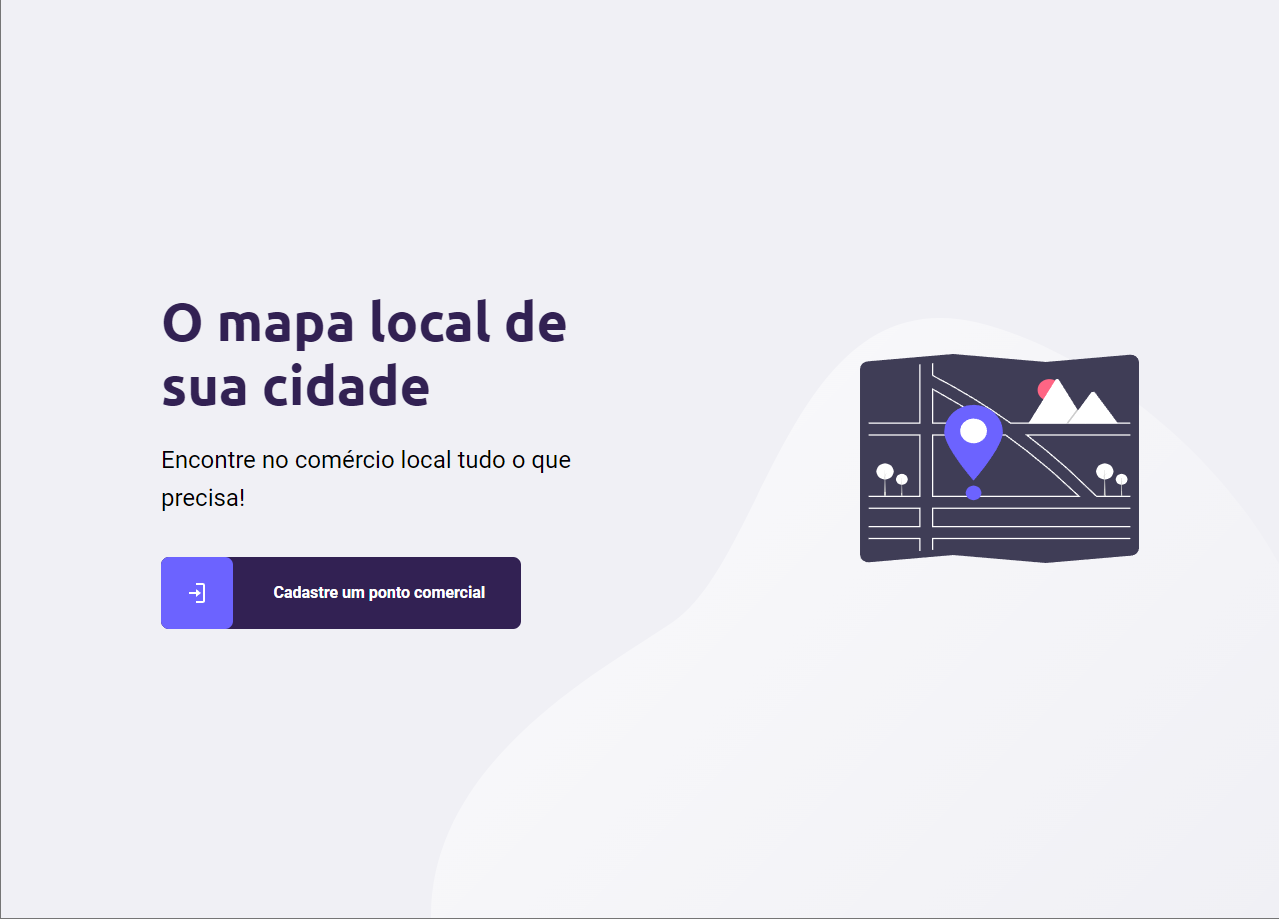 O mapa local de
sua cidade
Encontre no comércio local tudo o que
precisa!
Cadastre um ponto comercial